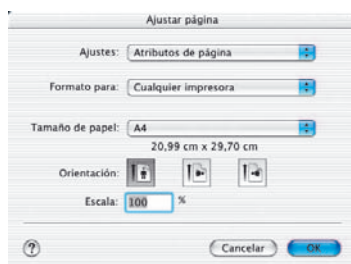 Ajustar página
Ajustes: Atributos de página
Formato para: Cualquier impresora
Tamaño de papel: A4
20,99 cm x 29,70 cm
Orientación:
Escala: 100 %
? Cancelar OK